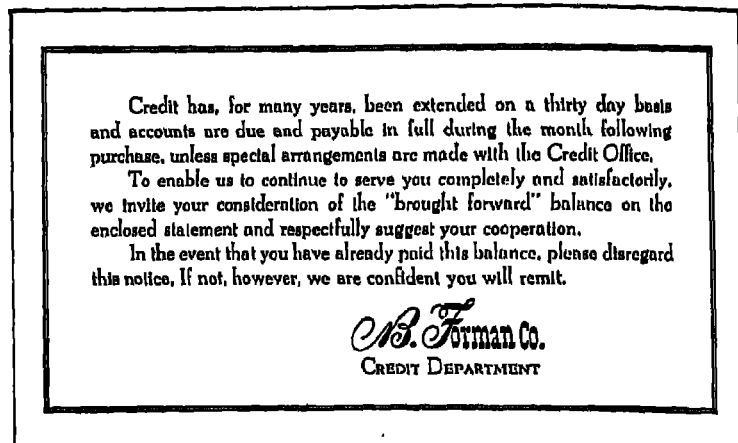 Credit has, for many years, been extended on a thirty day basis
and accounts are due and payable in full during the month following
purchase, unless special arrangements are made with the Credit Office.
To enable us to continue to serve you completely and satisfactorily,
we invite your consideration of the "brought forward" balance on the
enclosed statement and respectfully suggest your cooperation.
In the event that you have already paid this balance, please disregard
this notice. If not, however, we are confident you will remit.
B. Forman Co.
CREDIT DEPARTMENT